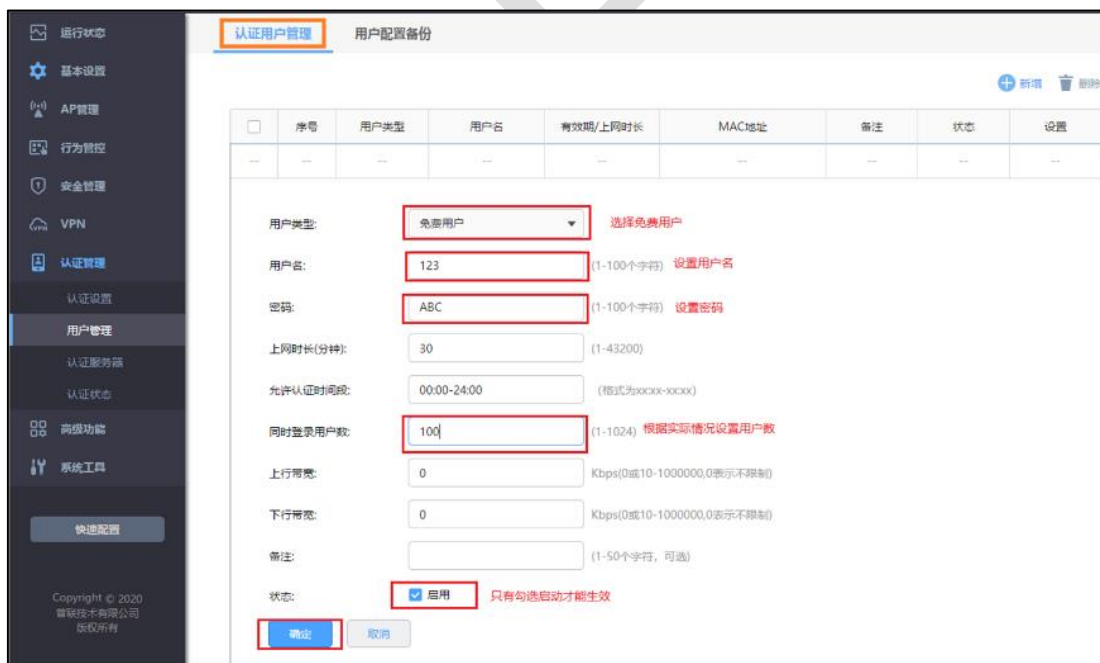 运行状态
基本设置
AP管理
行为管控
安全管理
VPN
认证管理
认证设置
用户管理
认证服务器
认证状态
高级功能
系统工具
快速配置
Copyright © 2020
普联技术有限公司
版权所有
认证用户管理 用户配置备份
新增 删除
序号 用户类型 用户名 有效期/上网时长 MAC地址 备注 状态 设置
-- -- -- -- -- -- -- -- --
用户类型: 免费用户 选择免费用户
用户名: 123 (1-100个字符) 设置用户名
密码: ABC (1-100个字符) 设置密码
上网时长(分钟): 30 (1-43200)
允许认证时间段: 00:00-24:00 (格式为xx:xx-xx:xx)
同时登录用户数: 100 (1-1024) 根据实际情况设置用户数
上行带宽: 0 Kbps(0或10-1000000,0表示不限制)
下行带宽: 0 Kbps(0或10-1000000,0表示不限制)
备注: (1-50个字符, 可选)
状态: 启用 只有勾选启动才能生效
确定 取消